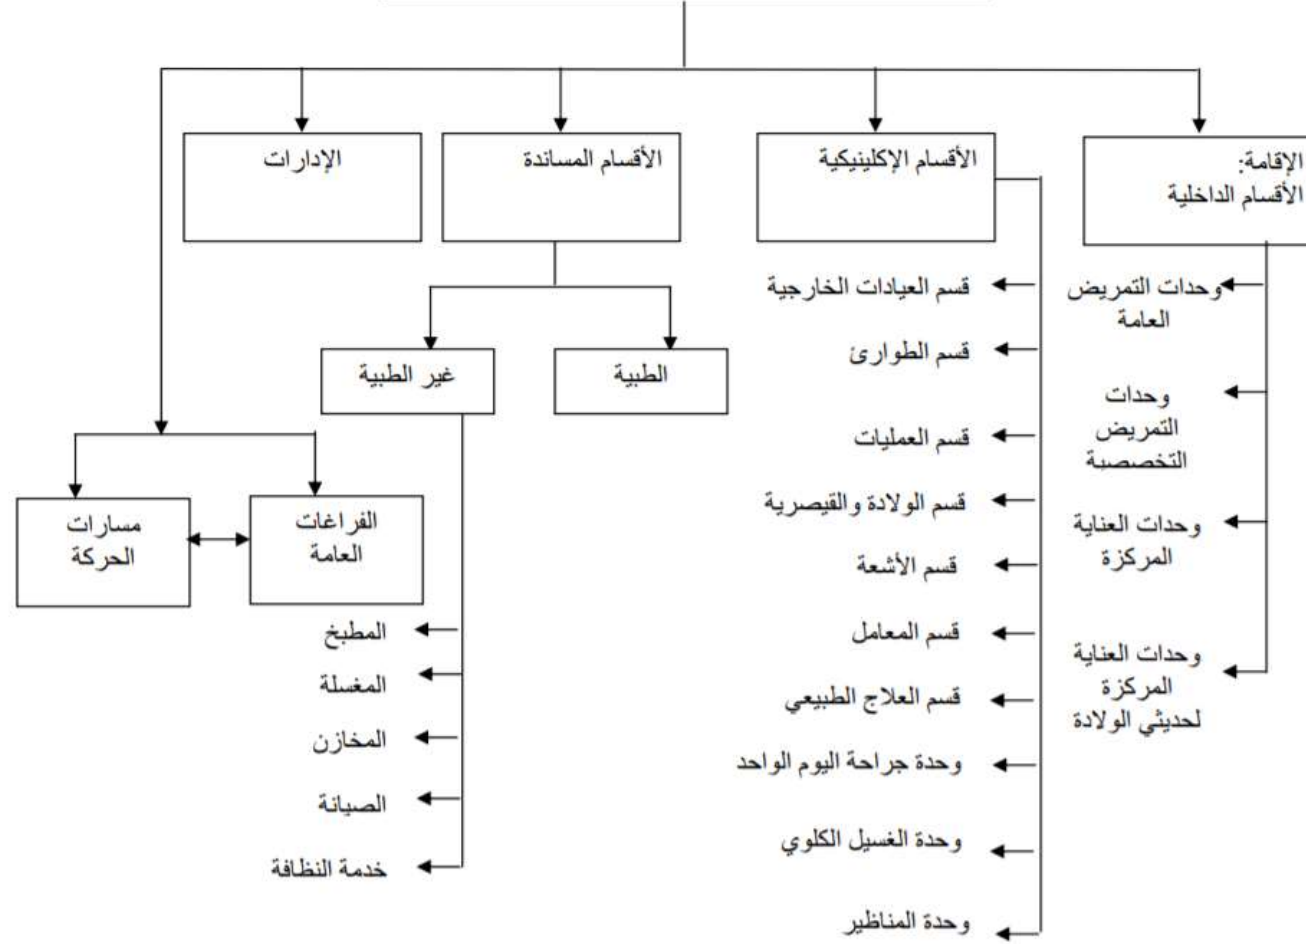 الإقامة:
الأقسام الداخلية
الأقسام الإكلينيكية
الأقسام المساندة
الإدارات
وحدات التمريض
العامة
وحدات
التمريض
التخصصية
وحدات العناية
المركزة
وحدات العناية
المركزة
لحديثي الولادة
قسم العيادات الخارجية
قسم الطوارئ
قسم العمليات
قسم الولادة والقيصرية
قسم الأشعة
قسم المعامل
قسم العلاج الطبيعي
وحدة جراحة اليوم الواحد
وحدة الغسيل الكلوي
وحدة المناظير
الطبية
غير الطبية
المطبخ
المغسلة
المخازن
الصيانة
خدمة النظافة
الفراغات
العامة
مسارات
الحركة